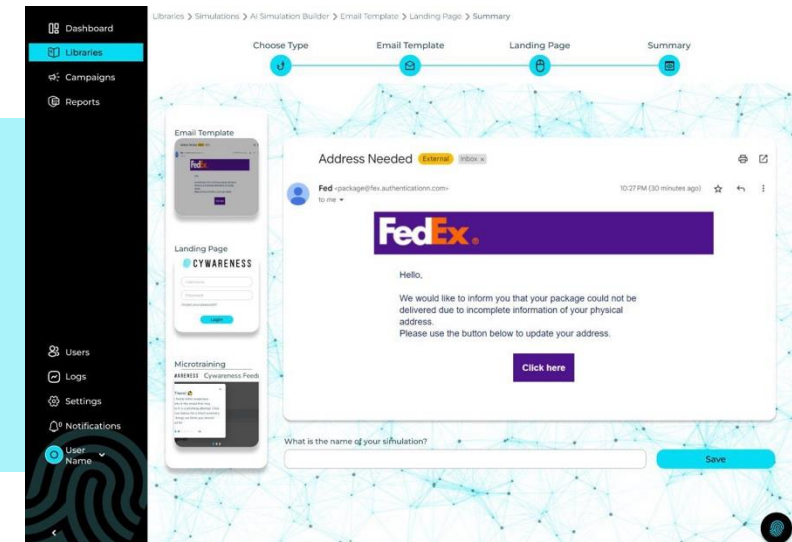 Libraries > Simulations > AI Simulation Builder > Email Template > Landing Page > Summary
Dashboard
Libraries
Campaigns
Reports
Users
Logs
Settings
Notifications
User
Name
Choose Type
Email Template
Landing Page
Summary
Email Template
FedEx
Landing Page
CYWARENESS
Login
Microtraining
Cywareness Feed
Address Needed External Inbox x
Fed <package@fex.authenticationn.com>
10:27 PM (30 minutes ago)
to me
FedEx®
Hello,
We would like to inform you that your package could not be
delivered due to incomplete information of your physical
address.
Please use the button below to update your address.
Click here
What is the name of your simulation?
Save